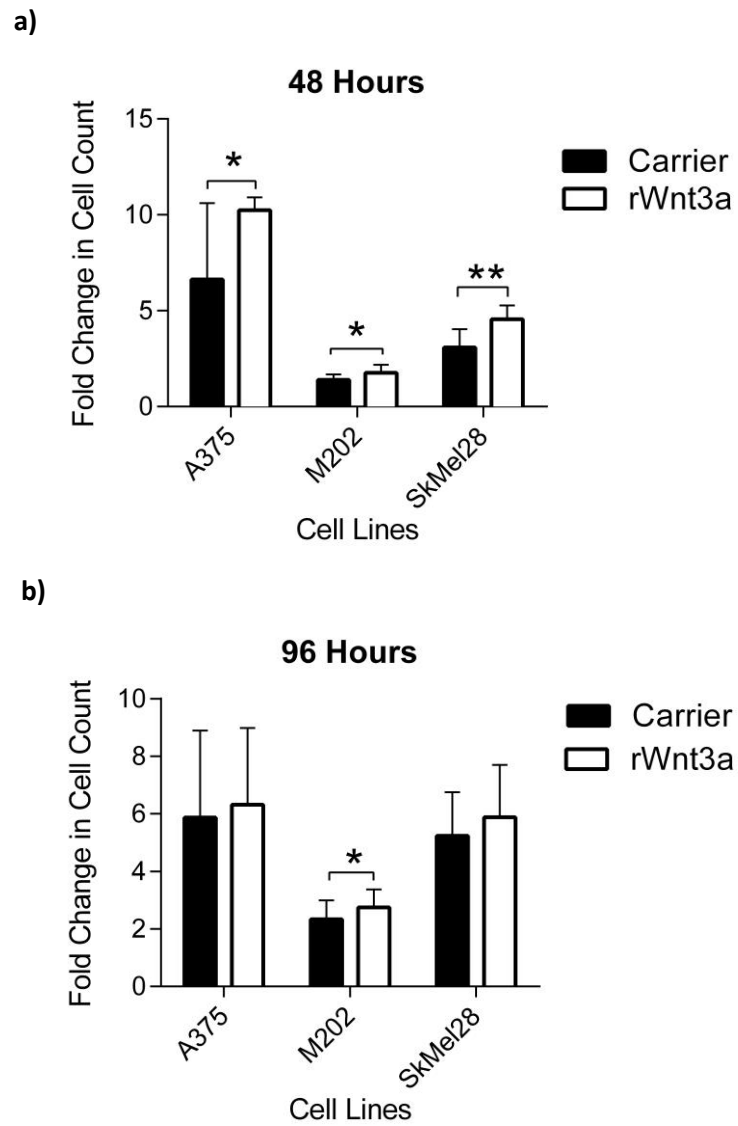 a)
48 Hours
Fold Change in Cell Count
15
10
5
0
*
*
**
Carrier
rWnt3a
A375
M202
SkMel28
Cell Lines
b)
96 Hours
Fold Change in Cell Count
10
8
6
4
2
0
*
Carrier
rWnt3a
A375
M202
SkMel28
Cell Lines